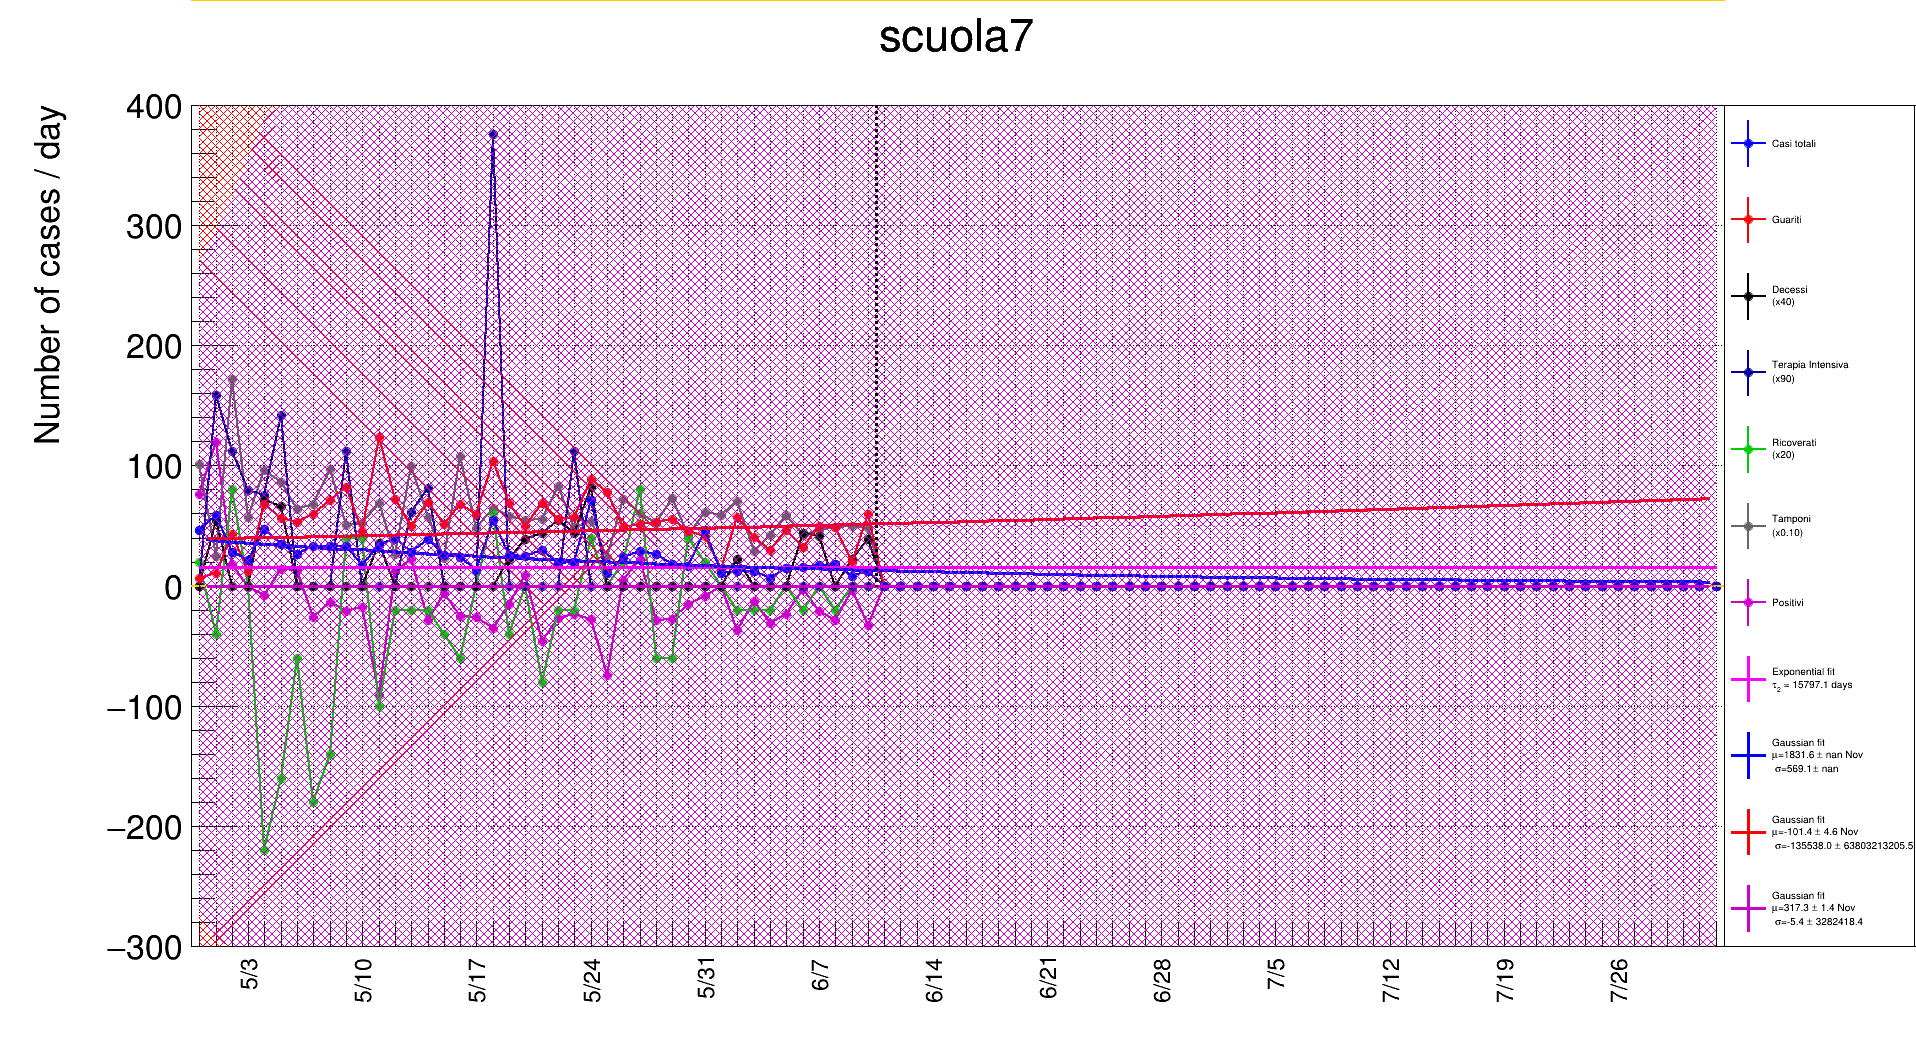 scuola7
Number of cases / day
400
300
200
100
0
−100
−200
−300
5/3
5/10
5/17
5/24
5/31
6/7
6/14
6/21
6/28
7/5
7/12
7/19
7/26
Casi totali
Guariti
Decessi
(x40)
Terapia Intensiva
(x90)
Ricoverati
(x20)
Tamponi
(x0.10)
Positivi
Exponential fit
τ2 = 15797.1 days
Gaussian fit
μ=1831.6 ± nan Nov
σ=569.1± nan
Gaussian fit
μ=-101.4 ± 4.6 Nov
σ=-135538.0 ± 63803213205.5
Gaussian fit
μ=317.3 ± 1.4 Nov
σ=-5.4 ± 3282418.4